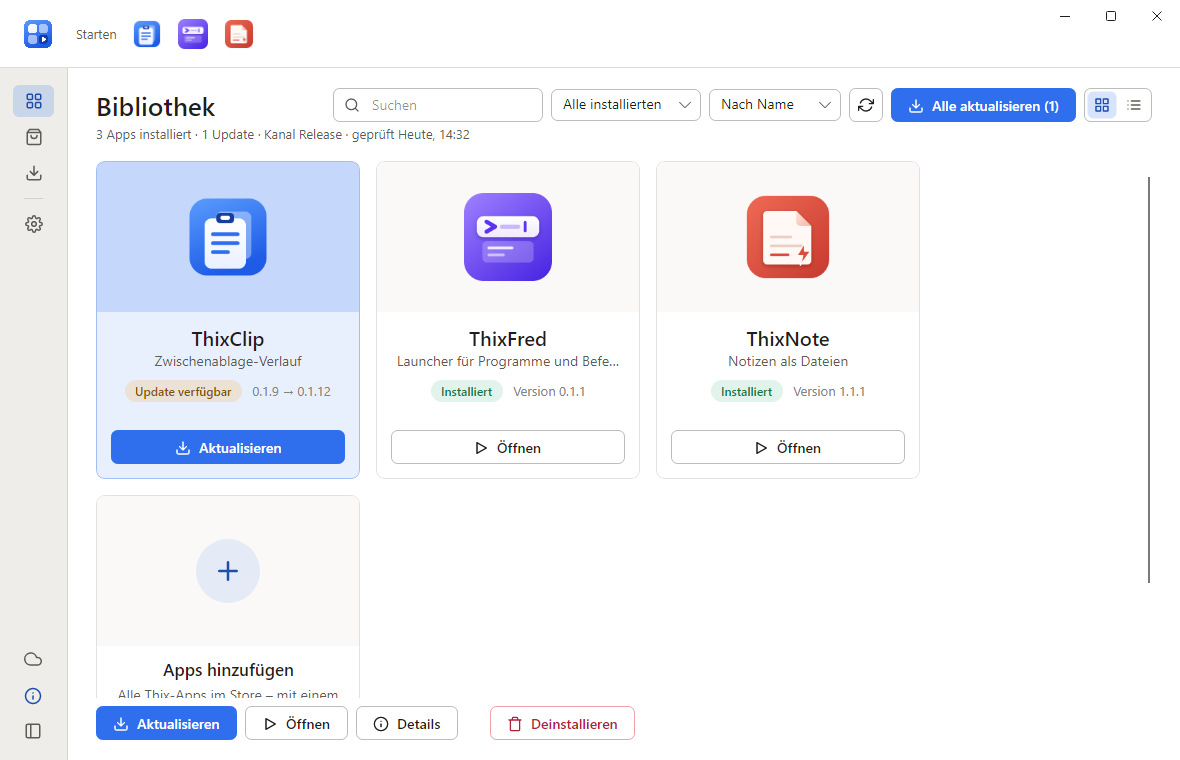 Starten
Bibliothek
Suchen
Alle installierten
Nach Name
Alle aktualisieren (1)
3 Apps installiert · 1 Update · Kanal Release · geprüft Heute, 14:32
ThixClip
Zwischenablage-Verlauf
Update verfügbar 0.1.9 → 0.1.12
Aktualisieren
ThixFred
Launcher für Programme und Befe...
Installiert Version 0.1.1
Öffnen
ThixNote
Notizen als Dateien
Installiert Version 1.1.1
Öffnen
Apps hinzufügen
Alle Thix-Apps im Store – mit einem
Aktualisieren
Öffnen
Details
Deinstallieren